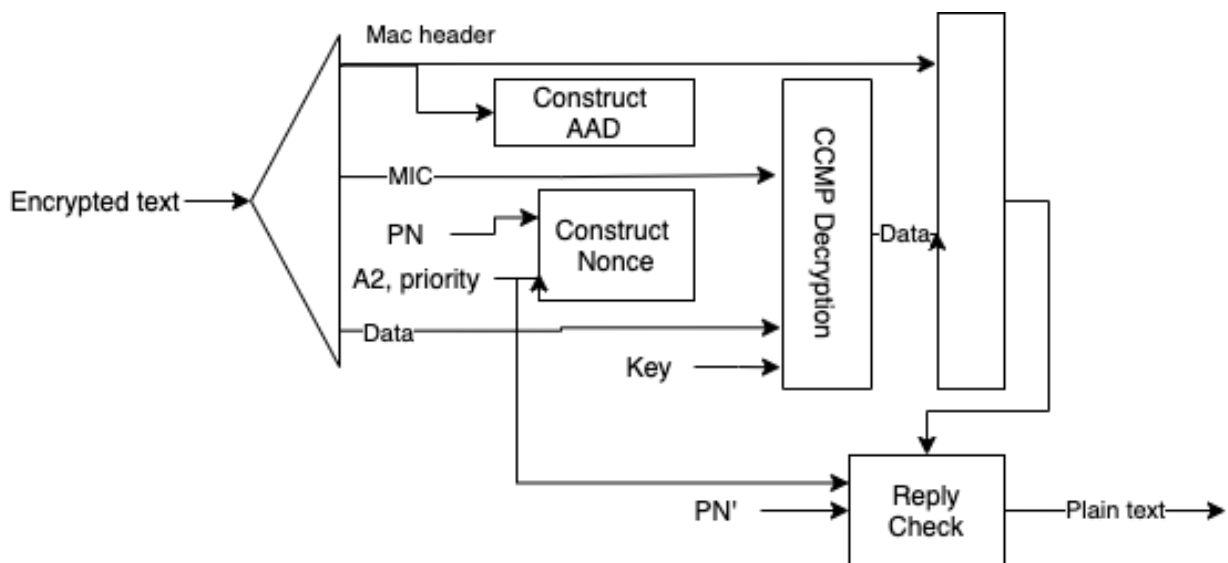 Mac header
Construct
AAD
MIC
Encrypted text
PN
Construct
Nonce
A2, priority
Data
Key
CCMP Decryption
Data
PN'
Reply
Check
Plain text